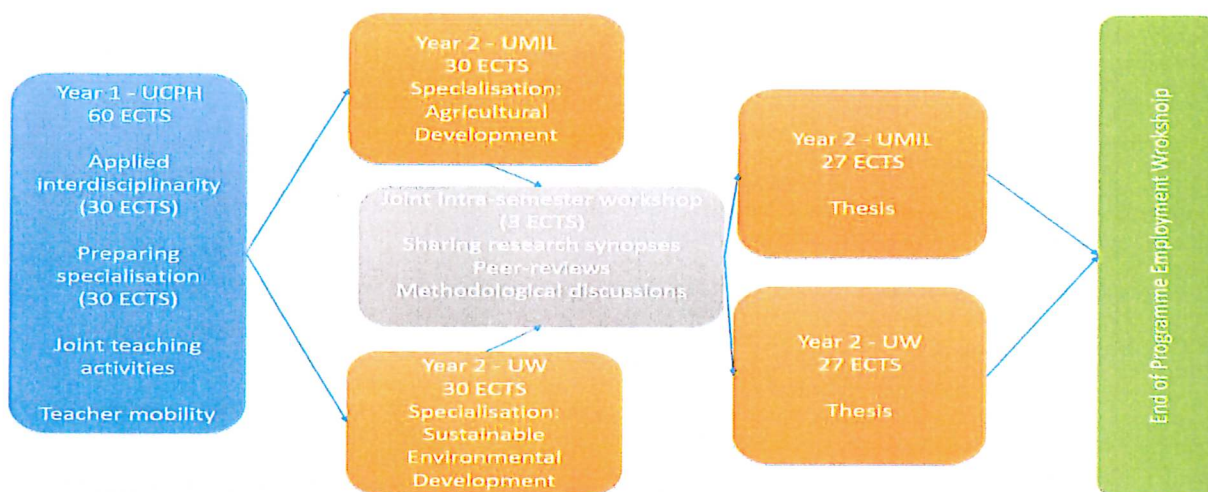 Year 1 - UCPH
60 ECTS
Applied
interdisciplinarity
(30 ECTS)
Preparing
specialisation
(30 ECTS)
Joint teaching
activities
Teacher mobility
Year 2 - UMIL
30 ECTS
Specialisation:
Agricultural
Development
Joint intra-semester workshop
(3 ECTS)
Sharing research synopses
Peer-reviews
Methodological discussions
Year 2 - UW
30 ECTS
Specialisation:
Sustainable
Environmental
Development
Year 2 - UMIL
27 ECTS
Thesis
Year 2 - UW
27 ECTS
Thesis
End of Programme Employment Wrokshoip